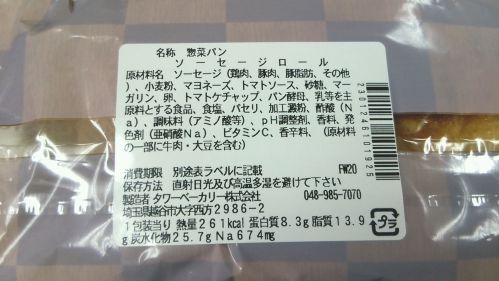 名称 惣菜パン
ソーセージロール
原材料名 ソーセージ(鶏肉、豚肉、豚脂肪、その他
)、小麦粉、マヨネーズ、トマトソース、砂糖、マー
ガリン、卵、トマトケチャップ、パン酵母、乳等を主
原料とする食品、食塩、パセリ、加工澱粉、酢酸(N
a)、調味料(アミノ酸等)、pH調整剤、香料、発
色剤(亜硝酸Na)、ビタミンC、香辛料、(原材料
の一部に牛肉・大豆を含む)
消費期限 別途表ラベルに記載 FW20
保存方法 直射日光及び高温多湿を避けて下さい
製造者 タワーベーカリー株式会社 048-985-7070
埼玉県越谷市大字西方2986-2
1包装当り 熱量261kcal 蛋白質8.3g 脂質13.9
g 炭水化物25.7g Na674mg
プラ